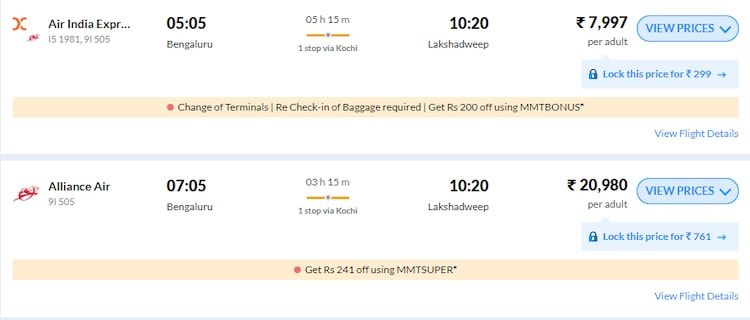 Air India Expr...
I5 1981, 9I 505
05:05
Bengaluru
05 h 15 m
1 stop via Kochi
10:20
Lakshadweep
₹ 7,997
per adult
VIEW PRICES
Lock this price for ₹ 299 →
Change of Terminals | Re Check-in of Baggage required | Get Rs 200 off using MMTBONUS*
View Flight Details
Alliance Air
9I 505
07:05
Bengaluru
03 h 15 m
1 stop via Kochi
10:20
Lakshadweep
₹ 20,980
per adult
VIEW PRICES
Lock this price for ₹ 761 →
Get Rs 241 off using MMTSUPER*
View Flight Details